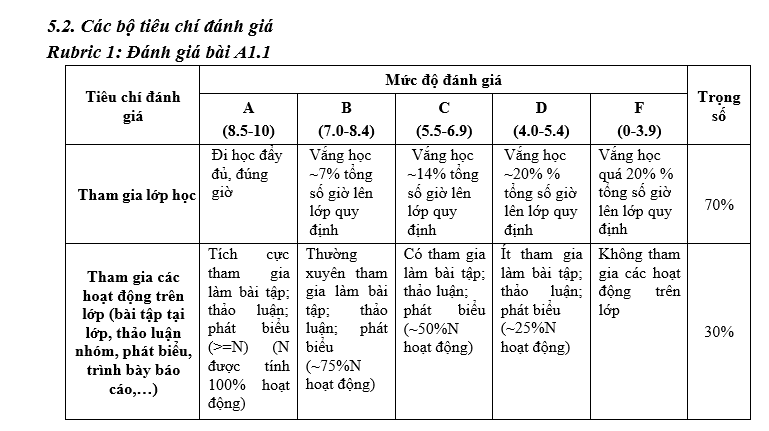 5.2. Các bộ tiêu chí đánh giá
Rubric 1: Đánh giá bài A1.1
Tiêu chí đánh
giá
Mức độ đánh giá
Trọng
số
A
(8.5-10)
B
(7.0-8.4)
C
(5.5-6.9)
D
(4.0-5.4)
F
(0-3.9)
Tham gia lớp học
Đi học đầy
đủ, đúng
giờ
Vắng học
~7% tổng
số giờ lên
lớp quy
định
Vắng học
~14% tổng
số giờ lên
lớp quy
định
Vắng học
~20% %
tổng số giờ
lên lớp quy
định
Vắng học
quá 20% %
tổng số giờ
lên lớp quy
định
70%
Tham gia các
hoạt động trên
lớp (bài tập tại
lớp, thảo luận
nhóm, phát biểu,
trình bày báo
cáo,…)
Tích cực
tham gia
làm bài tập;
thảo luận;
phát biểu
(>=N) (N
được tính
100% hoạt
động)
Thường
xuyên tham
gia làm bài
tập; thảo
luận; phát
biểu
(~75%N
hoạt động)
Có tham gia
làm bài tập;
thảo luận;
phát biểu
(~50%N
hoạt động)
Ít tham gia
làm bài tập;
thảo luận;
phát biểu
(~25%N
hoạt động)
Không tham
gia các hoạt
động trên
lớp
30%